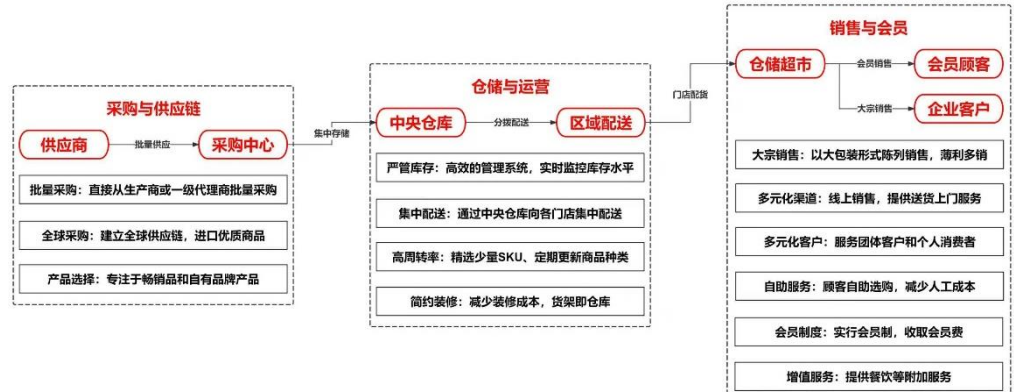 采购与供应链
供应商
批量供应
采购中心
批量采购：直接从生产商或一级代理商批量采购
全球采购：建立全球供应链，进口优质商品
产品选择：专注于畅销品和自有品牌产品
集中存储
仓储与运营
中央仓库
分拨配送
区域配送
严管库存：高效的管理系统，实时监控库存水平
集中配送：通过中央仓库向各门店集中配送
高周转率：精选少量SKU、定期更新商品种类
简约装修：减少装修成本，货架即仓库
门店配货
销售与会员
仓储超市
会员销售
会员顾客
大宗销售
企业客户
大宗销售：以大包装形式陈列销售，薄利多销
多元化渠道：线上销售，提供送货上门服务
多元化客户：服务团体客户和个人消费者
自助服务：顾客自助选购，减少人工成本
会员制度：实行会员制，收取会员费
增值服务：提供餐饮等附加服务